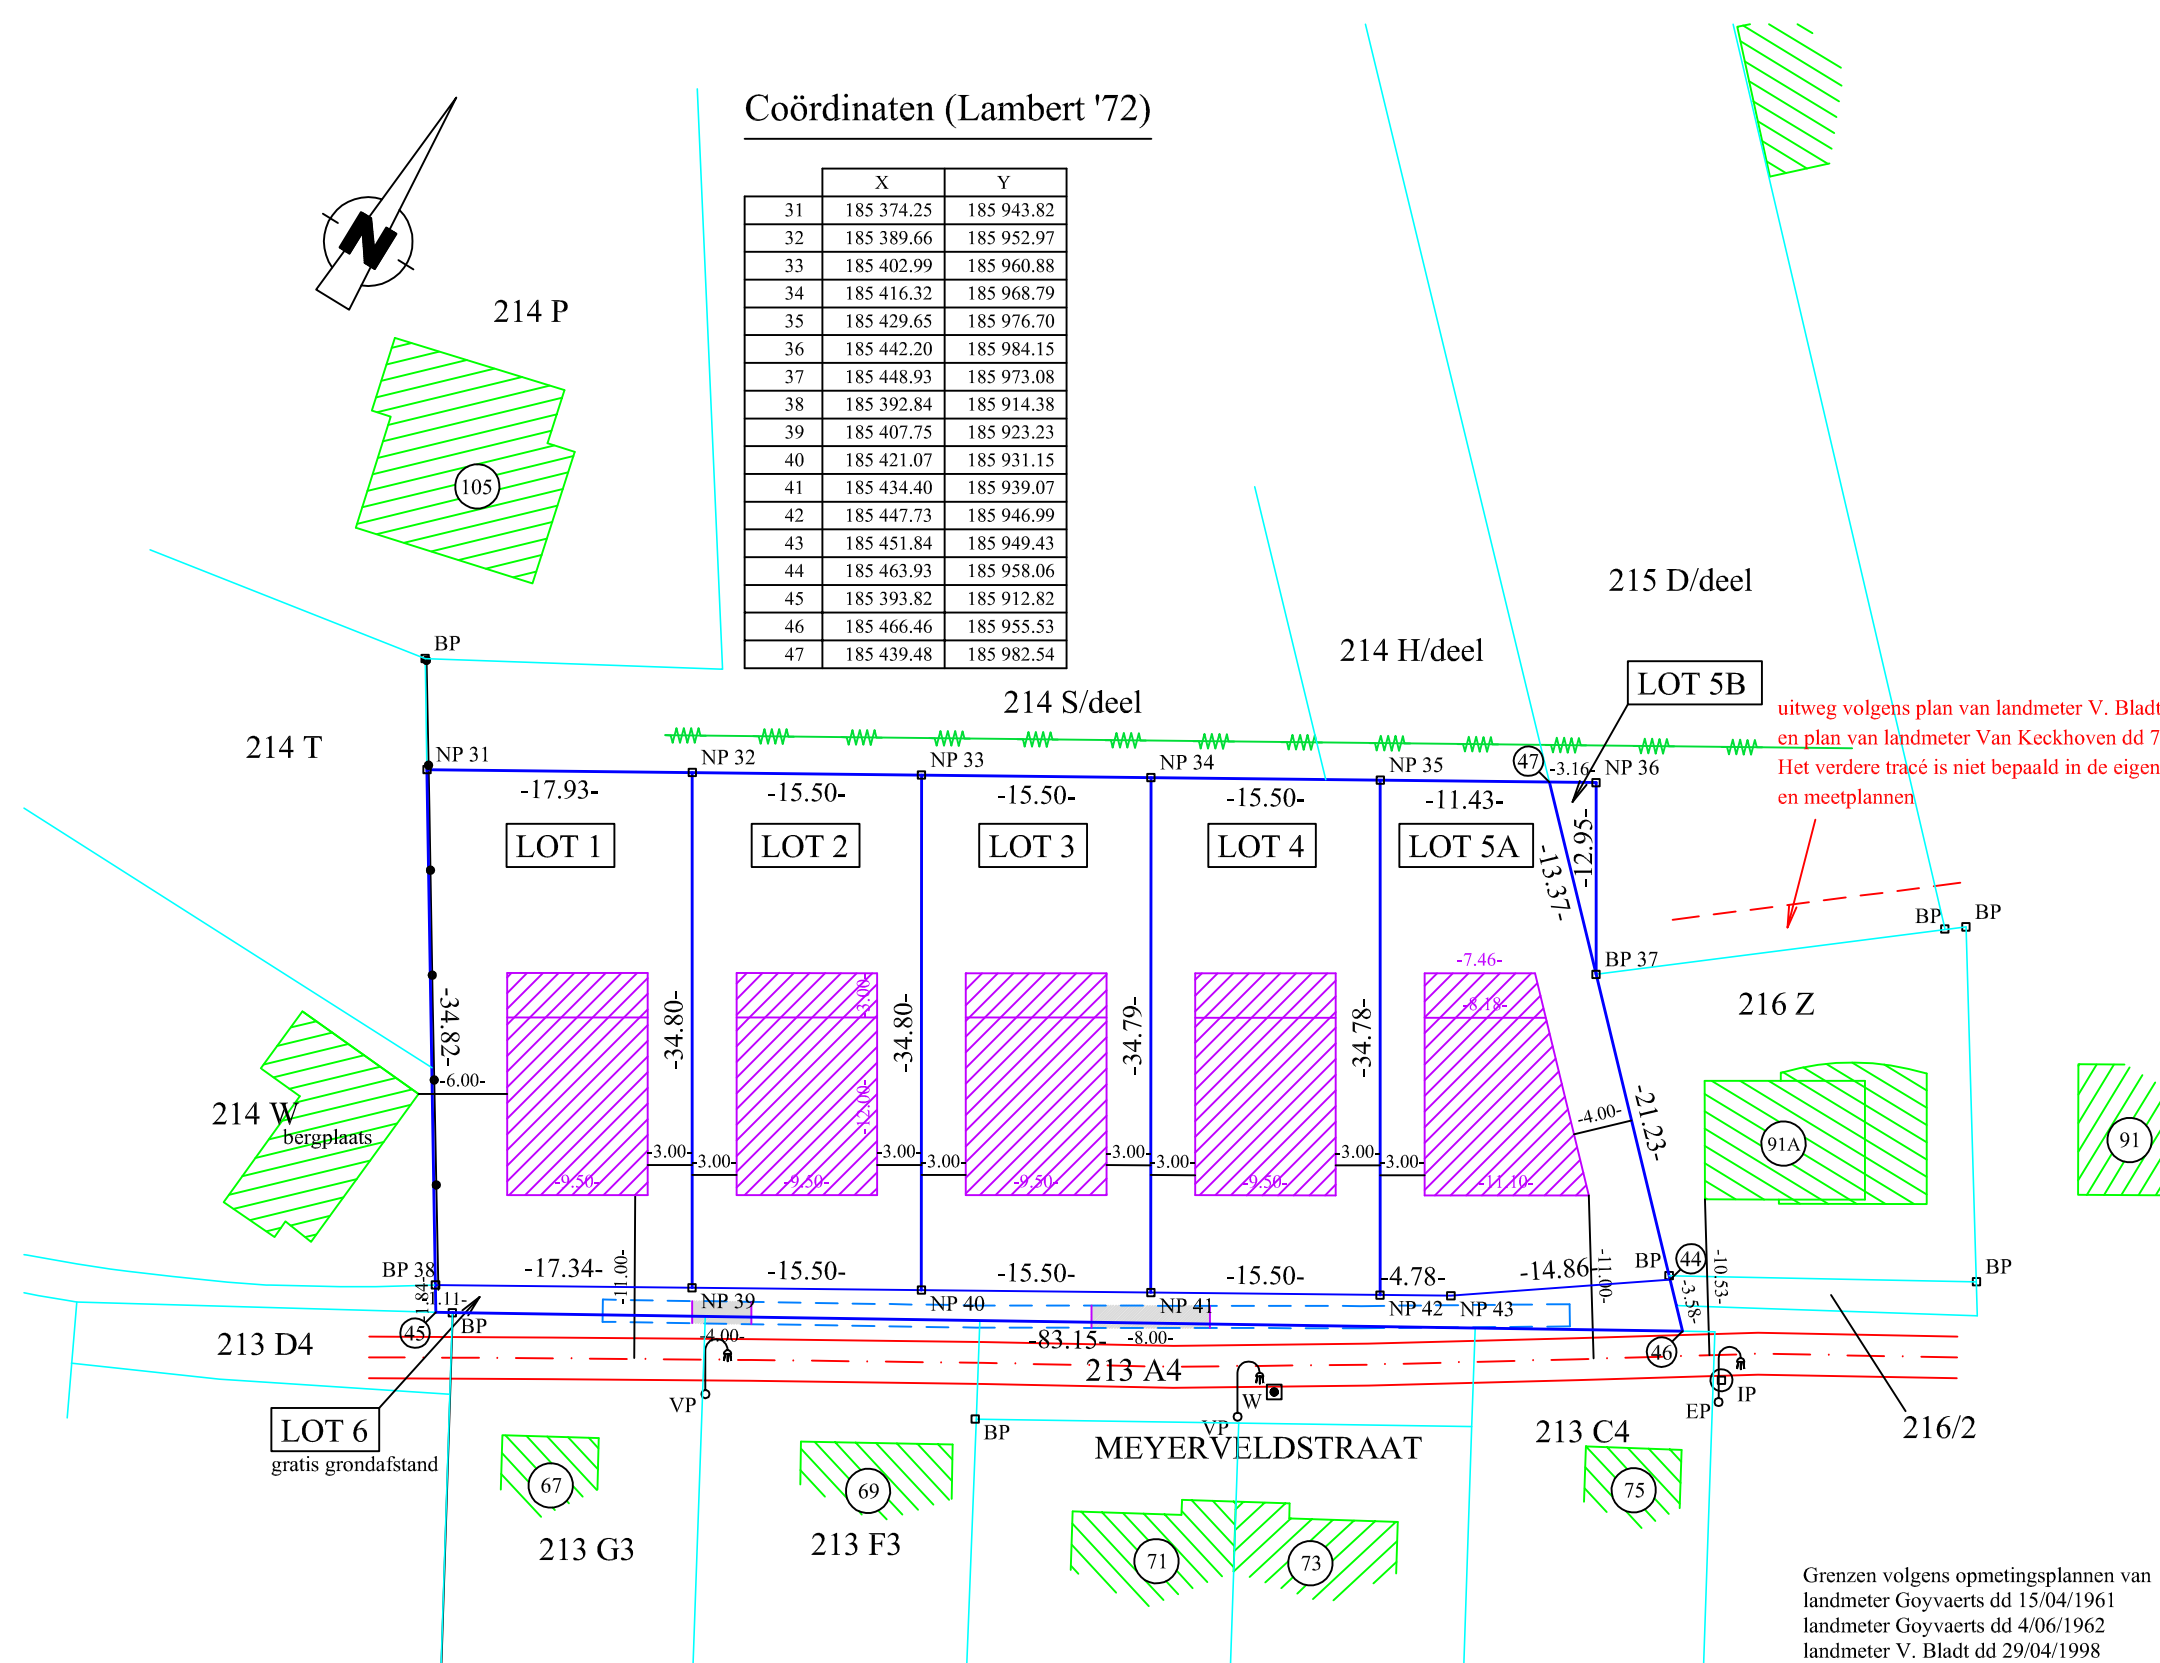 Coördinaten (Lambert '72)
X Y
31 185 374.25 185 943.82
32 185 389.66 185 952.97
33 185 402.99 185 960.88
34 185 416.32 185 968.79
35 185 429.65 185 976.70
36 185 442.20 185 984.15
37 185 448.93 185 973.08
38 185 392.84 185 914.38
39 185 407.75 185 923.23
40 185 421.07 185 931.15
41 185 434.40 185 939.07
42 185 447.73 185 946.99
43 185 451.84 185 949.43
44 185 463.93 185 958.06
45 185 393.82 185 912.82
46 185 466.46 185 955.53
47 185 439.48 185 982.54
N
214 P
105
215 D/deel
BP
214 H/deel
LOT 5B
214 S/deel
uitweg volgens plan van landmeter V. Bladt
en plan van landmeter Van Keckhoven dd 7
Het verdere tracé is niet bepaald in de eigen
en meetplannen
214 T
NP 31
NP 32
NP 33
NP 34
NP 35
47
-3.16-
NP 36
-17.93-
-15.50-
-15.50-
-15.50-
-11.43-
LOT 1
LOT 2
LOT 3
LOT 4
LOT 5A
-13.37-
-12.95-
BP
BP
-7.46-
BP 37
-8.18-
-3.00-
216 Z
-34.82-
-34.80-
-34.80-
-34.79-
-34.78-
-6.00-
214 W
bergplaats
-12.00-
-4.00-
-21.23-
91A
91
-3.00-
-3.00-
-3.00-
-3.00-
-3.00-
-3.00-
-3.00-
-3.00-
-9.50-
-9.50-
-9.50-
-9.50-
-11.10-
BP 38
-17.34-
-11.00-
-15.50-
-15.50-
-15.50-
-4.78-
-14.86-
-11.00-
BP
44
-10.53-
BP
-1.84-
-1.11-
BP
45
NP 39
NP 40
NP 41
NP 42
NP 43
-3.58-
213 D4
-4.00-
-83.15-
-8.00-
46
213 A4
VP
W
VP
EP
IP
LOT 6
gratis grondafstand
BP
MEYERVELDSTRAAT
213 C4
216/2
67
69
75
213 G3
213 F3
71
73
Grenzen volgens opmetingsplannen van
landmeter Goyvaerts dd 15/04/1961
landmeter Goyvaerts dd 4/06/1962
landmeter V. Bladt dd 29/04/1998